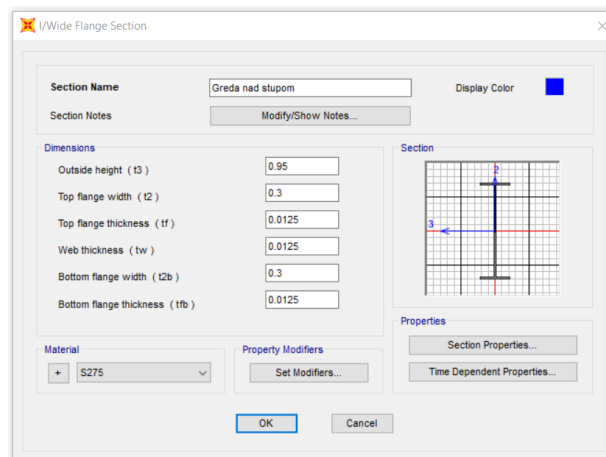 I/Wide Flange Section
Section Name
Greda nad stupom
Display Color
Section Notes
Modify/Show Notes...
Dimensions
Outside height ( t3 )
0.95
Top flange width ( t2 )
0.3
Top flange thickness ( tf )
0.0125
Web thickness ( tw )
0.0125
Bottom flange width ( t2b )
0.3
Bottom flange thickness ( tfb )
0.0125
Section
2
3
Material
+
S275
Property Modifiers
Set Modifiers...
Properties
Section Properties...
Time Dependent Properties...
OK
Cancel